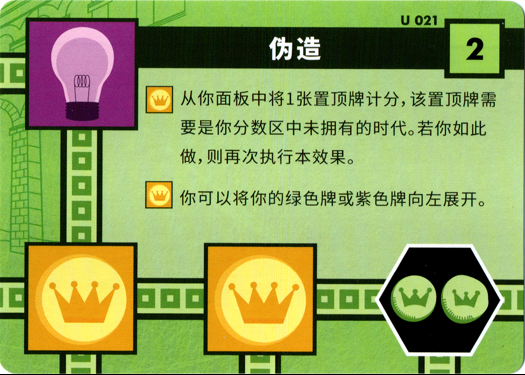 U 021
伪造
2
从你面板中将1张置顶牌计分，该置顶牌需
要是你分数区中未拥有的时代。若你如此
做，则再次执行本效果。
你可以将你的绿色牌或紫色牌向左展开。